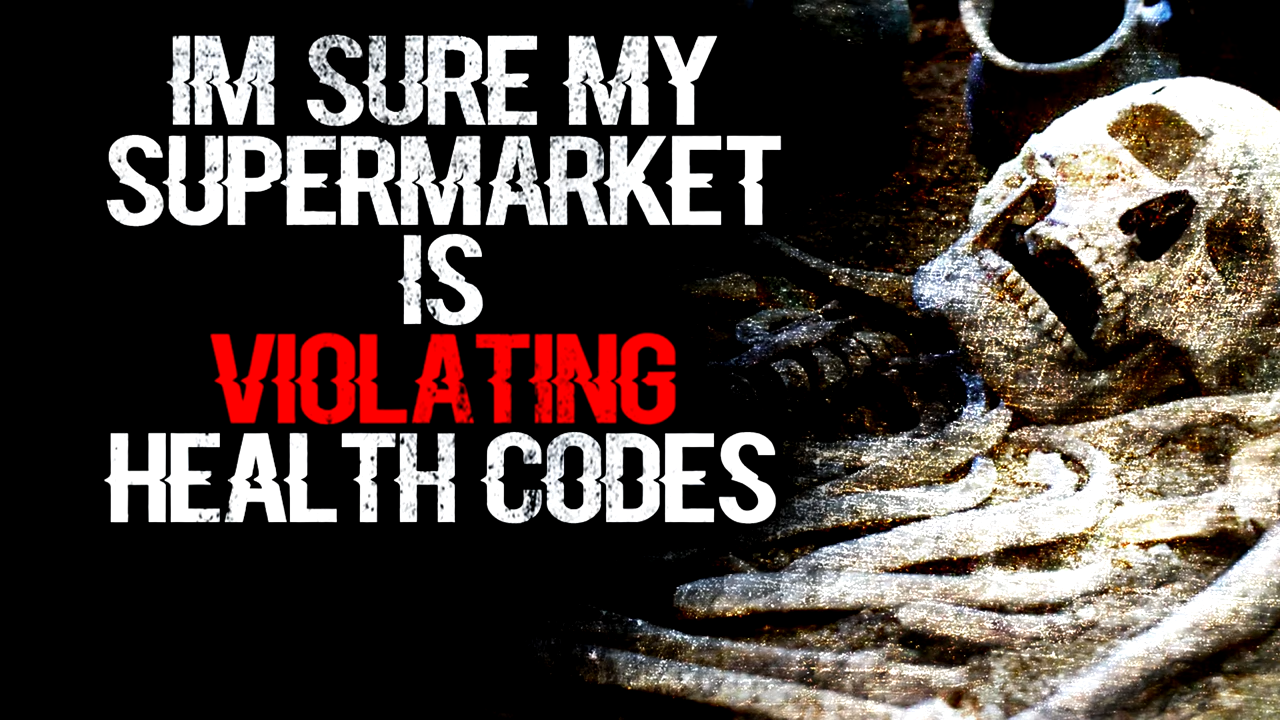 IM SURE MY
SUPERMARKET
IS
VIOLATING
HEALTH CODES